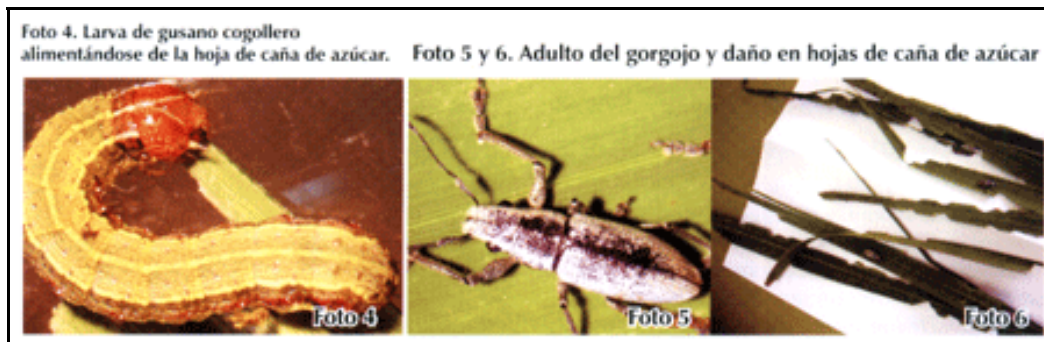 Foto 4. Larva de gusano cogollero
alimentándose de la hoja de caña de azúcar.
Foto 5 y 6. Adulto del gorgojo y daño en hojas de caña de azúcar
Foto 4
Foto 5
Foto 6